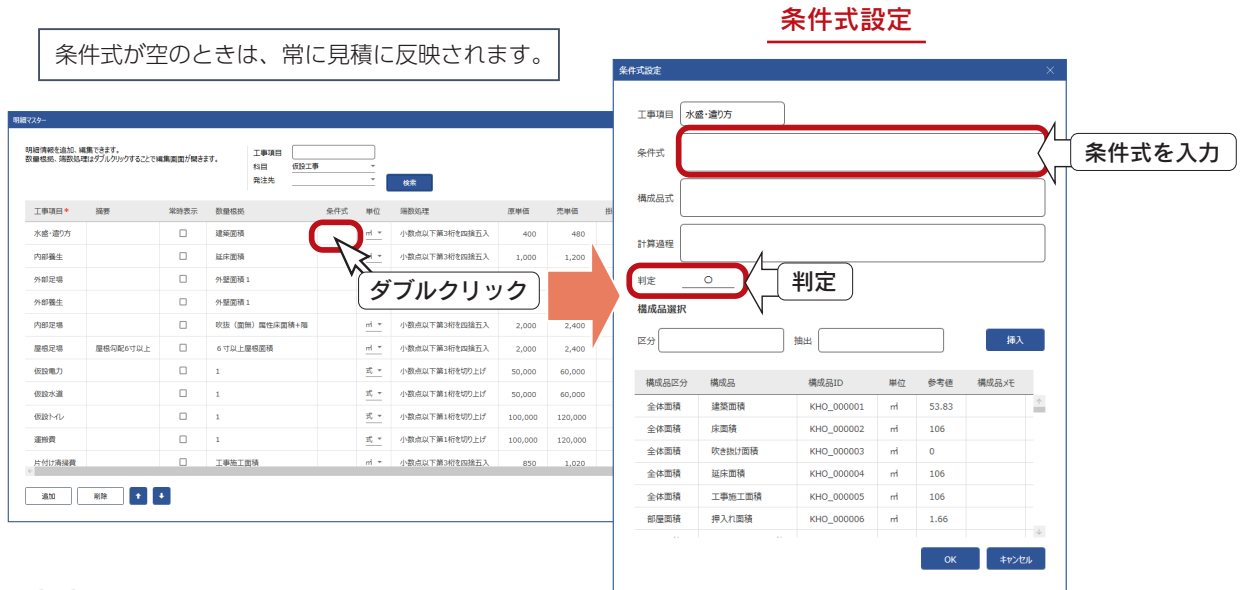 条件式設定
条件式が空のときは、常に見積に反映されます。
明細マスター
明細情報を追加、編集できます。
数量根拠、端数処理はダブルクリックすることで編集画面が開きます。
工事項目
科目 仮設工事
発注先
検索
工事項目* 摘要 常時表示 数量根拠 条件式 単位 端数処理 原単価 売単価 掛
水盛・遣り方 建築面積 ㎡ 小数点以下第3桁を四捨五入 400 480
内部養生 延床面積 小数点以下第3桁を四捨五入 1,000 1,200
外部足場 外壁面積1
外部養生 外壁面積1
内部足場 吹抜（面無）属性床面積+階 ㎡ 小数点以下第3桁を四捨五入 2,000 2,400
屋根足場 屋根勾配6寸以上 6寸以上屋根面積 ㎡ 小数点以下第3桁を四捨五入 2,000 2,400
仮設電力 1 式 小数点以下第1桁を切り上げ 50,000 60,000
仮設水道 1 式 小数点以下第1桁を切り上げ 50,000 60,000
仮設トイレ 1 式 小数点以下第1桁を切り上げ 100,000 120,000
運搬費 1 式 小数点以下第1桁を切り上げ 100,000 120,000
片付け清掃費 工事施工面積 ㎡ 小数点以下第3桁を四捨五入 850 1,020
追加 削除
ダブルクリック
条件式設定
工事項目 水盛・遣り方
条件式
条件式を入力
構成品式
計算過程
判定 ○
判定
構成品選択
区分 抽出 挿入
構成品区分 構成品 構成品ID 単位 参考値 構成品メモ
全体面積 建築面積 KHO_000001 ㎡ 53.83
全体面積 床面積 KHO_000002 ㎡ 106
全体面積 吹き抜け面積 KHO_000003 ㎡ 0
全体面積 延床面積 KHO_000004 ㎡ 106
全体面積 工事施工面積 KHO_000005 ㎡ 106
部屋面積 押入れ面積 KHO_000006 ㎡ 1.66
OK キャンセル